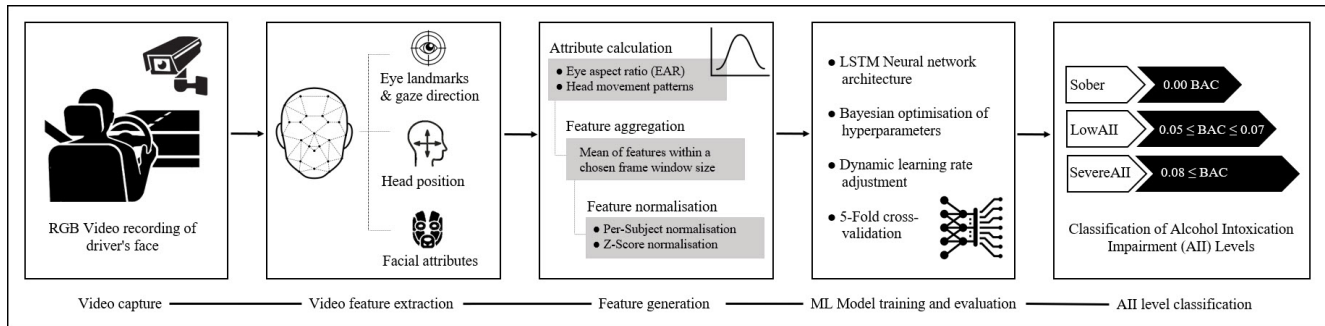 RGB Video recording of
driver's face
Eye landmarks
& gaze direction
Head position
Facial attributes
Attribute calculation
● Eye aspect ratio (EAR)
● Head movement patterns
Feature aggregation
Mean of features within a
chosen frame window size
Feature normalisation
● Per-Subject normalisation
● Z-Score normalisation
● LSTM Neural network
architecture
● Bayesian optimisation of
hyperparameters
● Dynamic learning rate
adjustment
● 5-Fold cross-
validation
Sober
0.00 BAC
LowAII
0.05 ≤ BAC ≤ 0.07
SevereAII
0.08 ≤ BAC
Classification of Alcohol Intoxication
Impairment (AII) Levels
Video capture
Video feature extraction
Feature generation
ML Model training and evaluation
AII level classification